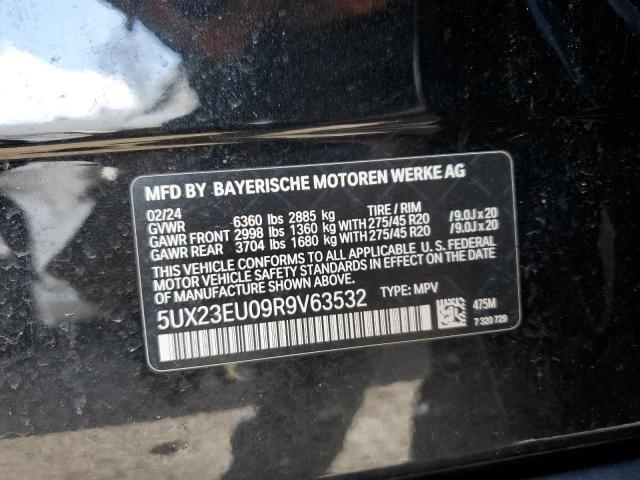 MFD BY BAYERISCHE MOTOREN WERKE AG
02/24 TIRE / RIM
GVWR 6360 lbs 2885 kg
GAWR FRONT 2998 lbs 1360 kg WITH 275/45 R20 /9.0J x 20
GAWR REAR 3704 lbs 1680 kg WITH 275/45 R20 /9.0J x 20
THIS VEHICLE CONFORMS TO ALL APPLICABLE U.S. FEDERAL
MOTOR VEHICLE SAFETY STANDARDS IN EFFECT ON THE DATE
OF MANUFACTURE SHOWN ABOVE.
5UX23EU09R9V63532 TYPE: MPV
475M
7 320 729